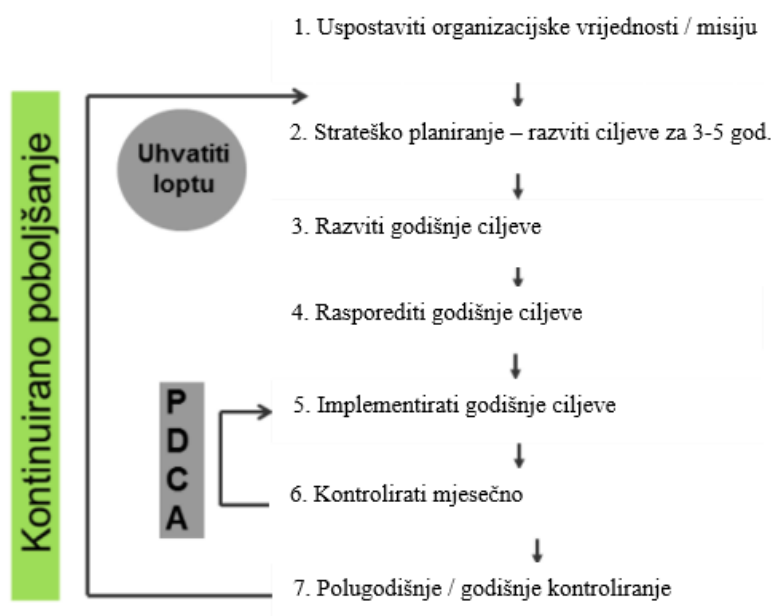 1. Uspostaviti organizacijske vrijednosti / misiju
2. Strateško planiranje – razviti ciljeve za 3-5 god.
Uhvatiti
loptu
3. Razviti godišnje ciljeve
4. Rasporediti godišnje ciljeve
5. Implementirati godišnje ciljeve
P
D
C
A
6. Kontrolirati mjesečno
7. Polugodišnje / godišnje kontroliranje
Kontinuirano poboljšanje